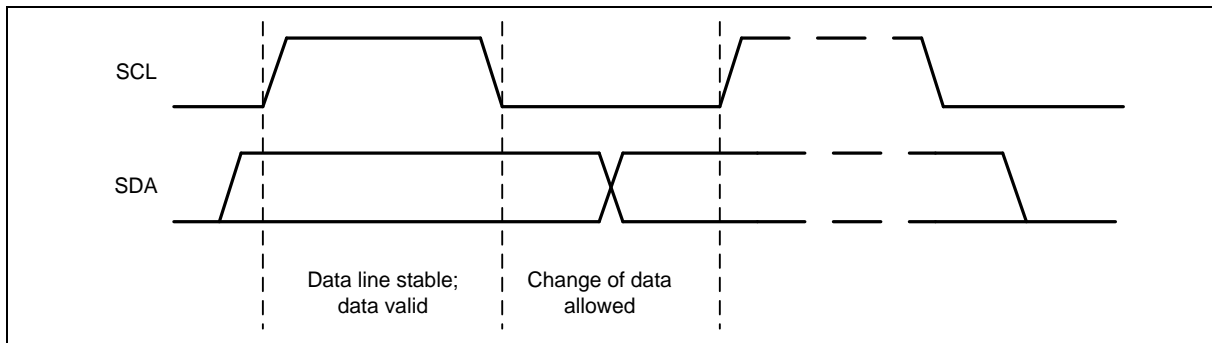 SCL
SDA
Data line stable;
data valid
Change of data
allowed